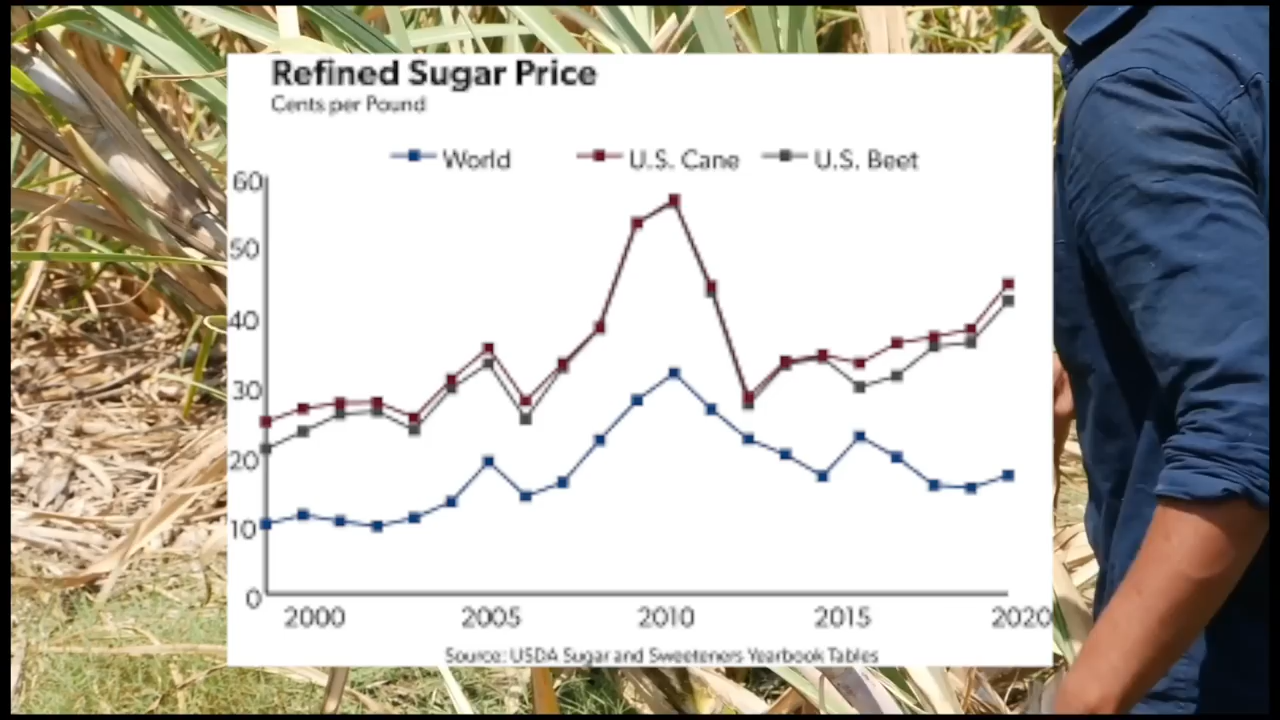 Refined Sugar Price
Cents per Pound
World U.S. Cane U.S. Beet
60
50
40
30
20
10
0
2000 2005 2010 2015 2020
Source: USDA Sugar and Sweeteners Yearbook Tables